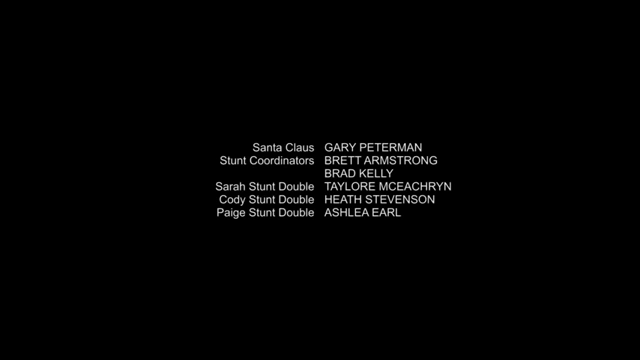 Santa Claus GARY PETERMAN
Stunt Coordinators BRETT ARMSTRONG
BRAD KELLY
Sarah Stunt Double TAYLORE MCEACHRYN
Cody Stunt Double HEATH STEVENSON
Paige Stunt Double ASHLEA EARL